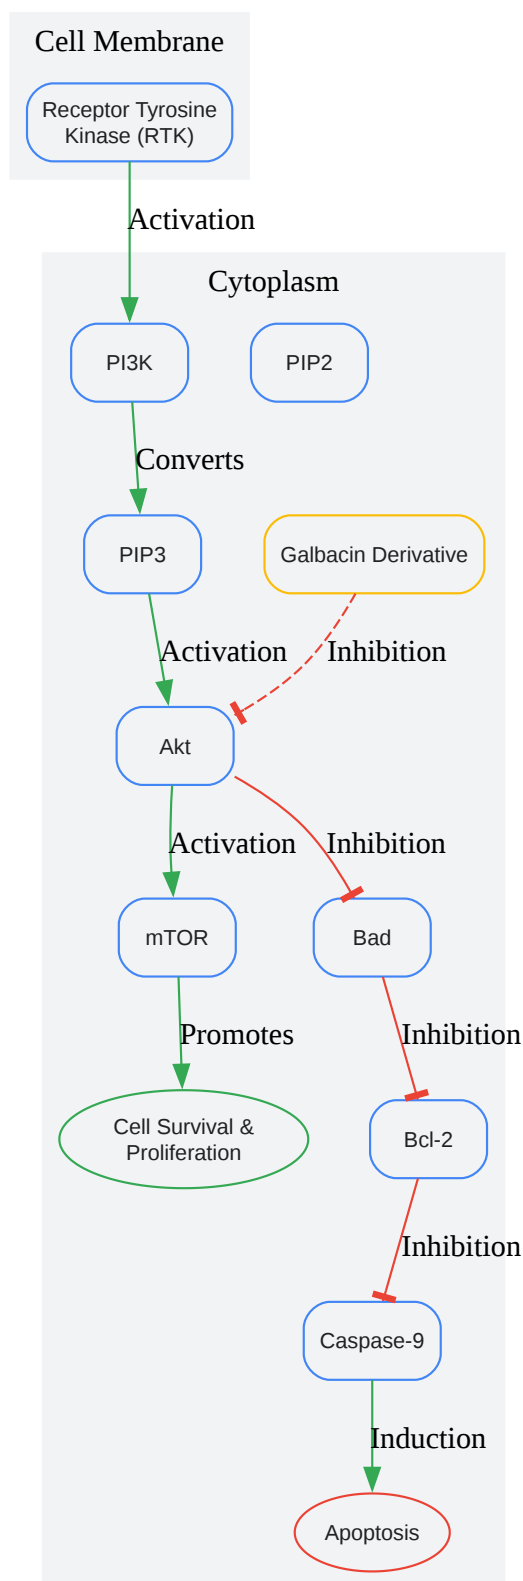 Cell Membrane
Receptor Tyrosine
Kinase (RTK)
Activation
Cytoplasm
PI3K
PIP2
Converts
PIP3
Galbacin Derivative
Activation
Inhibition
Akt
Activation
Inhibition
mTOR
Bad
Promotes
Inhibition
Cell Survival &
Proliferation
Bcl-2
Inhibition
Caspase-9
Induction
Apoptosis